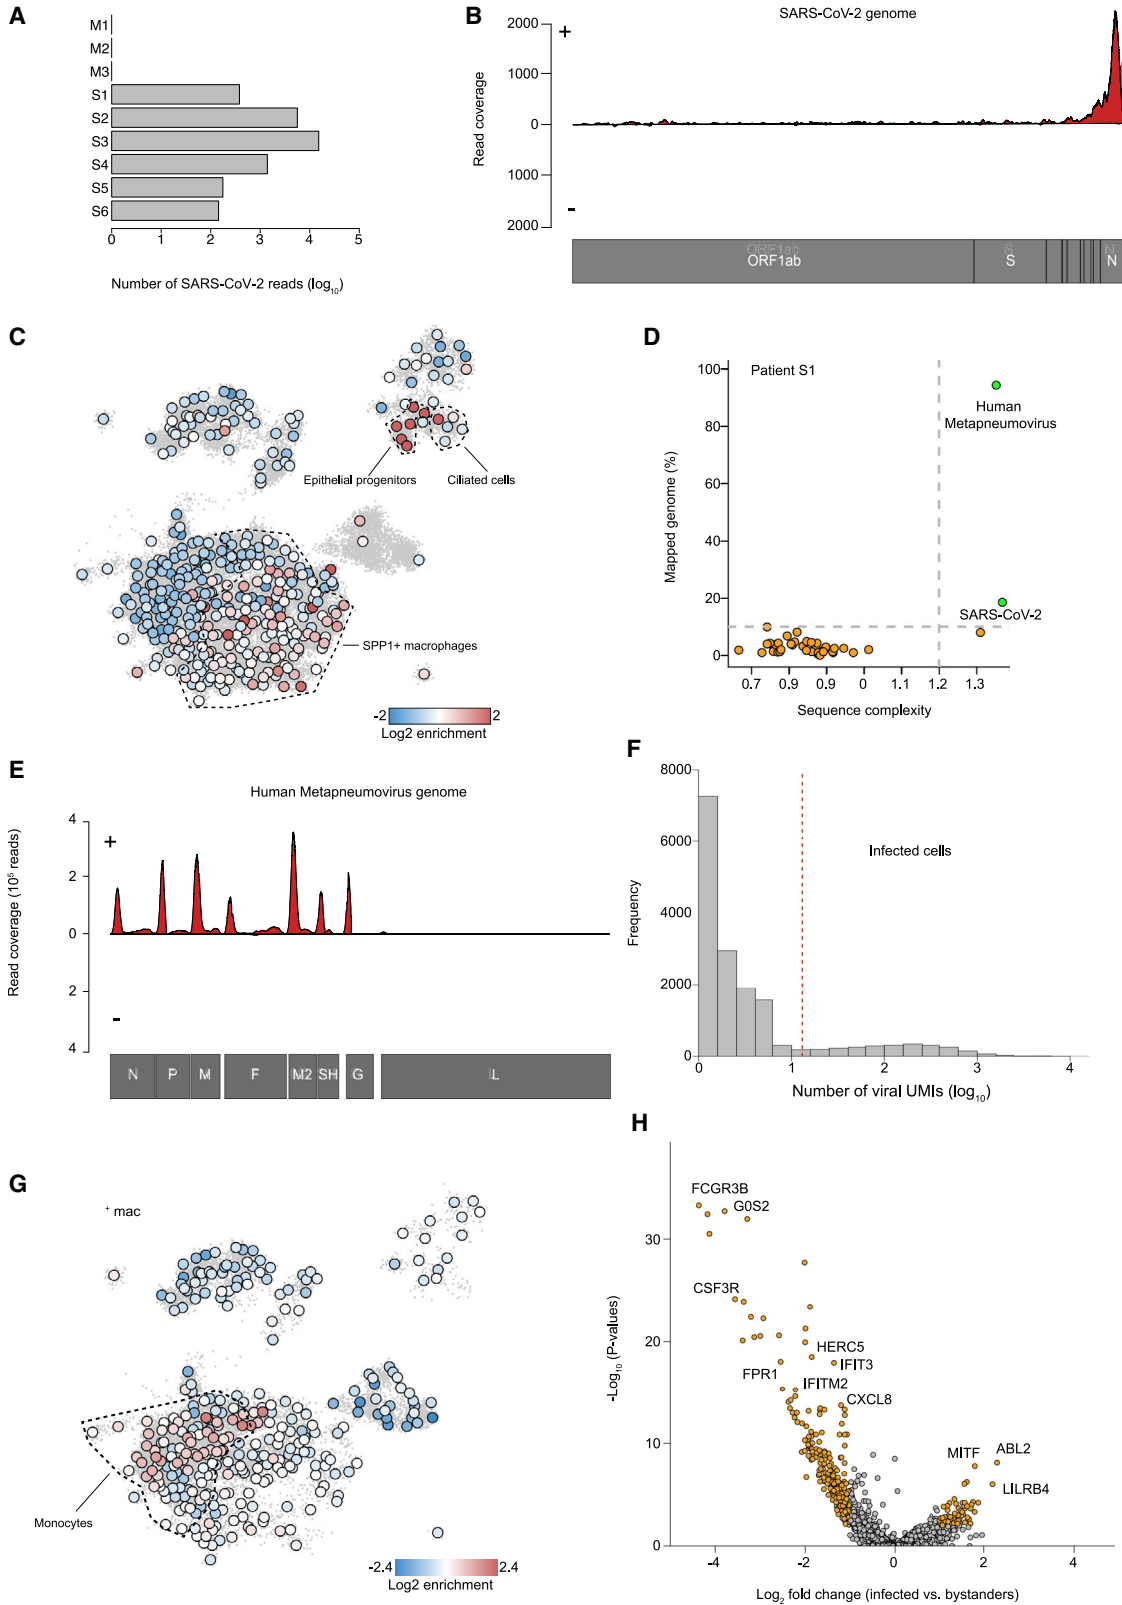 A
M1
M2
M3
S1
S2
S3
S4
S5
S6
0 1 2 3 4 5
Number of SARS-CoV-2 reads (log10)
B
SARS-CoV-2 genome
+
2000
1000
0
1000
2000
-
Read coverage
ORF1ab S N
ORF1ab S N
C
Epithelial progenitors
Ciliated cells
SPP1+ macrophages
-2 2
Log2 enrichment
D
Patient S1
100
80
60
40
20
0
Mapped genome (%)
Human
Metapneumovirus
SARS-CoV-2
0.7 0.9 0.9 0 1.1 1.2 1.3
Sequence complexity
E
Human Metapneumovirus genome
4
2
0
2
4
+
-
Read coverage (10⁵ reads)
N P M F M2 SH G L
F
8000
6000
4000
2000
0
Frequency
Infected cells
0 1 2 3 4
Number of viral UMIs (log10)
G
+ mac
Monocytes
-2.4 2.4
Log2 enrichment
H
FCGR3B
G0S2
CSF3R
HERC5
IFIT3
FPR1
IFITM2
CXCL8
MITF
ABL2
LILRB4
30
20
10
0
-Log10 (P-values)
-4 -2 0 2 4
Log2 fold change (infected vs. bystanders)